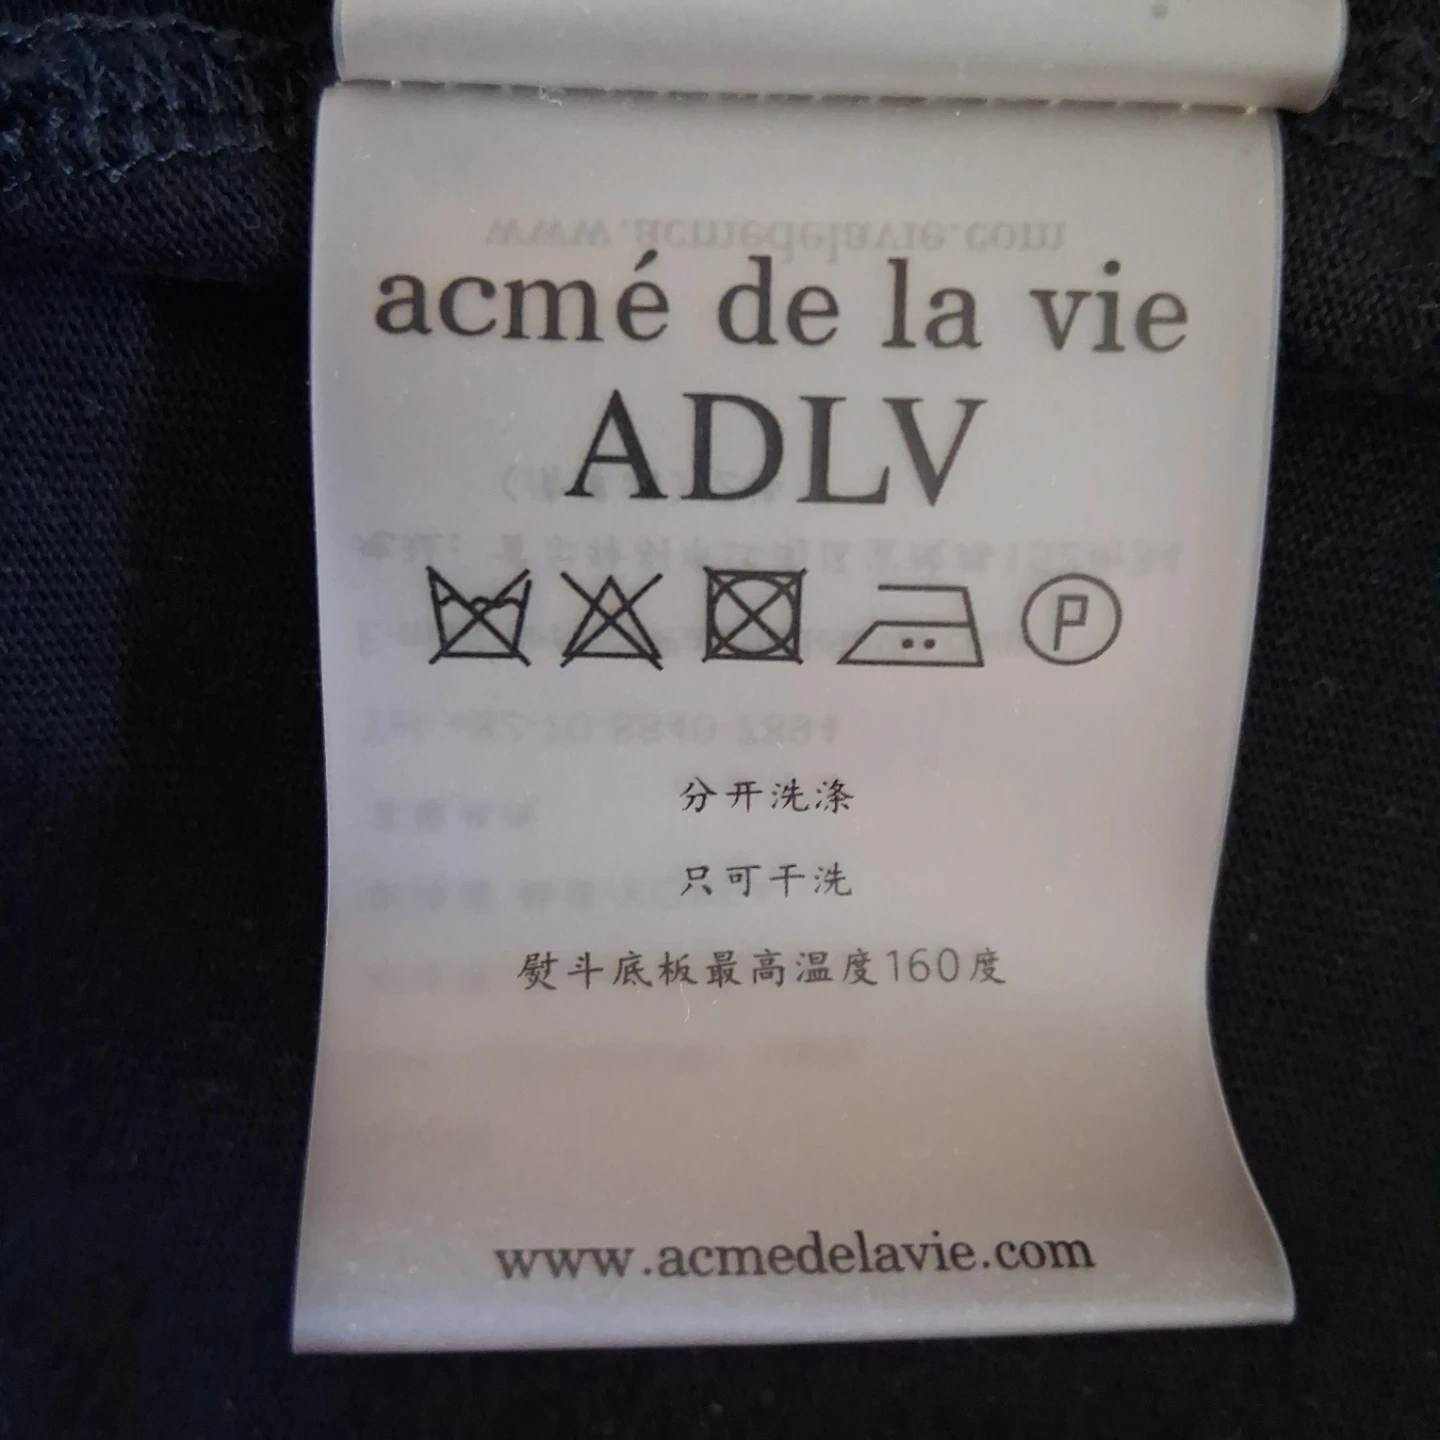 acmé de la vie
ADLV
P
分开洗涤
只可干洗
熨斗底板最高温度160度
www.acmedelavie.com